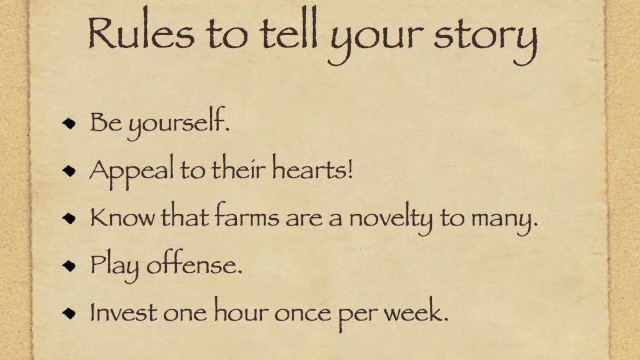 Rules to tell your story
Be yourself.
Appeal to their hearts!
Know that farms are a novelty to many.
Play offense.
Invest one hour once per week.